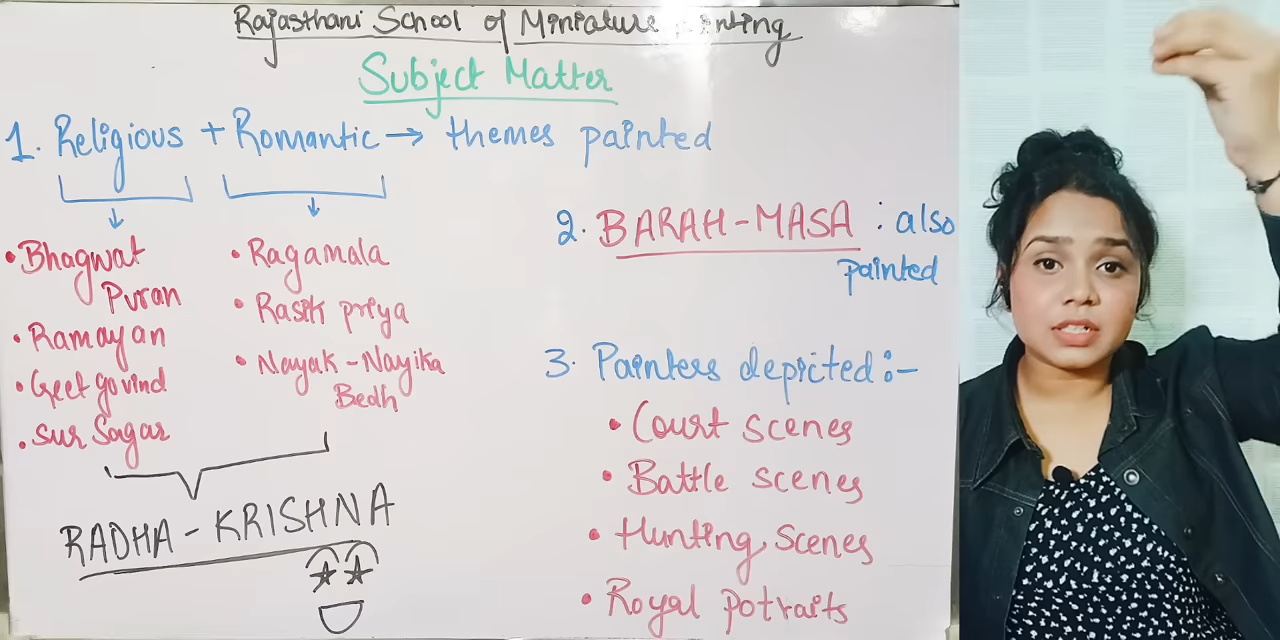 Rajasthani School of Miniature
Subject Matter
1. Religious + Romantic → themes painted
• Bhagwat
Puran
• Ramayan
• Geet govind
• Sur Sagar
• Ragamala
• Rasik priya
• Nayak-Nayika
Bedh
RADHA-KRISHNA
2. BARAH-MASA : also
painted
3. Painters depicted :-
• Court scenes
• Battle scenes
• Hunting scenes
• Royal potraits